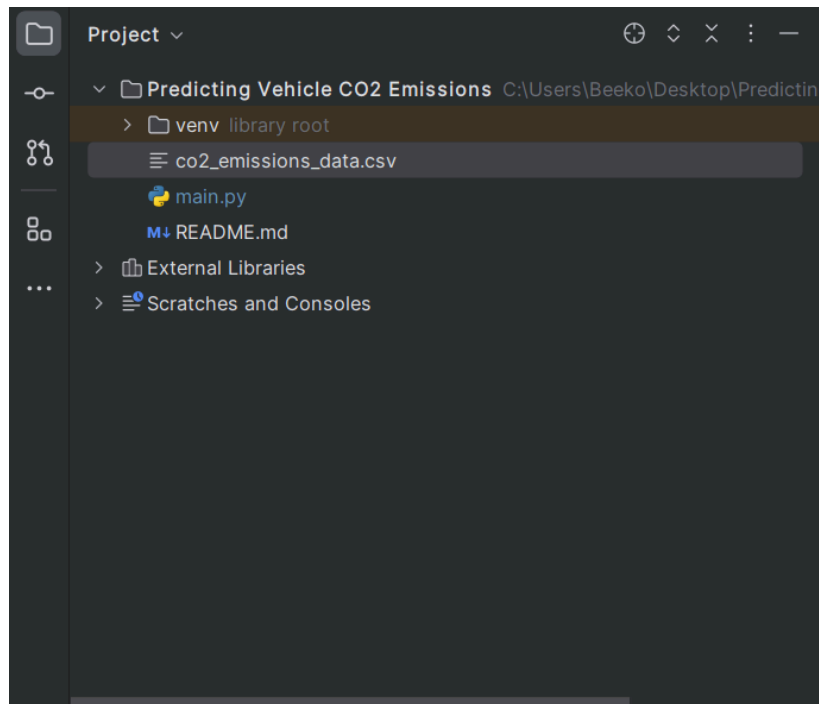 Project
Predicting Vehicle CO2 Emissions C:\Users\Beeko\Desktop\Predictin
venv library root
co2_emissions_data.csv
main.py
M↓ README.md
External Libraries
Scratches and Consoles